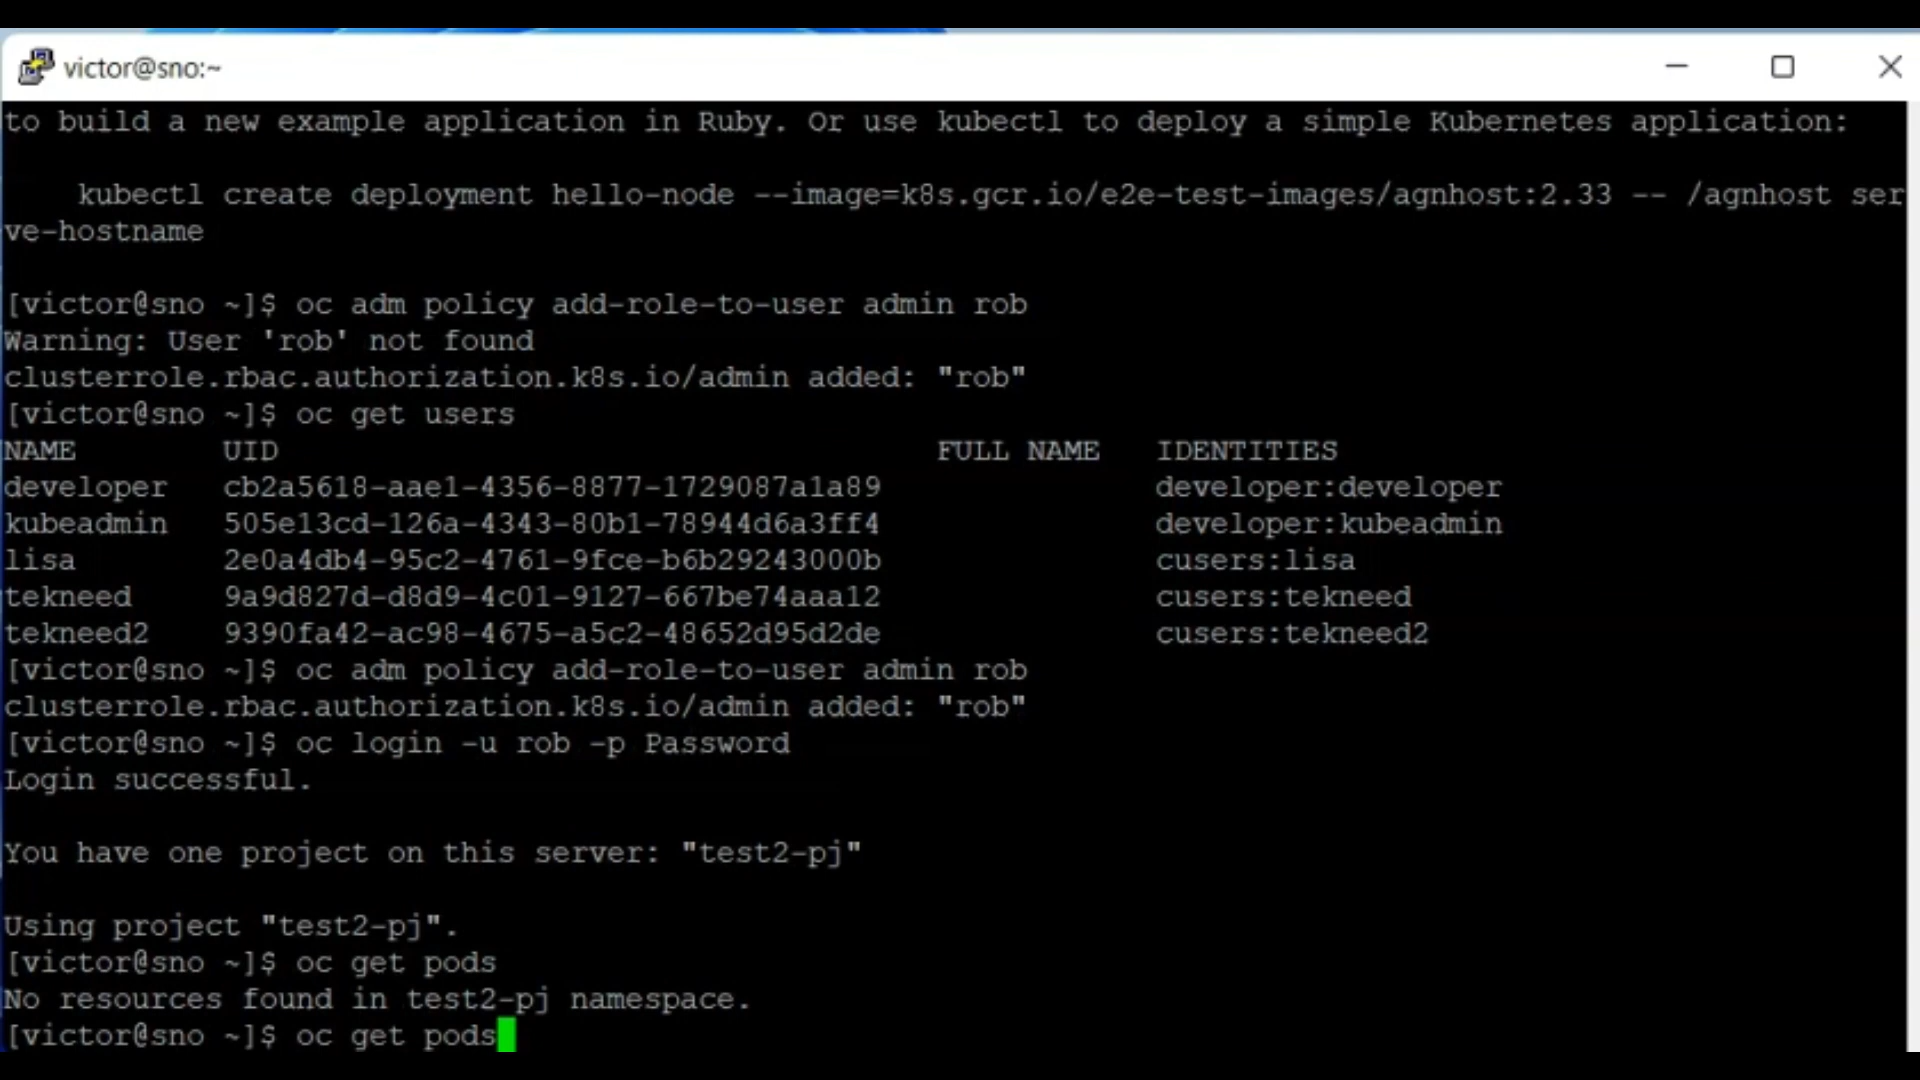 victor@sno:~
to build a new example application in Ruby. Or use kubectl to deploy a simple Kubernetes application:
kubectl create deployment hello-node --image=k8s.gcr.io/e2e-test-images/agnhost:2.33 -- /agnhost ser
ve-hostname
[victor@sno ~]$ oc adm policy add-role-to-user admin rob
Warning: User 'rob' not found
clusterrole.rbac.authorization.k8s.io/admin added: "rob"
[victor@sno ~]$ oc get users
NAME UID FULL NAME IDENTITIES
developer cb2a5618-aae1-4356-8877-1729087a1a89 developer:developer
kubeadmin 505e13cd-126a-4343-80b1-78944d6a3ff4 developer:kubeadmin
lisa 2e0a4db4-95c2-4761-9fce-b6b29243000b cusers:lisa
tekneed 9a9d827d-d8d9-4c01-9127-667be74aaa12 cusers:tekneed
tekneed2 9390fa42-ac98-4675-a5c2-48652d95d2de cusers:tekneed2
[victor@sno ~]$ oc adm policy add-role-to-user admin rob
clusterrole.rbac.authorization.k8s.io/admin added: "rob"
[victor@sno ~]$ oc login -u rob -p Password
Login successful.
You have one project on this server: "test2-pj"
Using project "test2-pj".
[victor@sno ~]$ oc get pods
No resources found in test2-pj namespace.
[victor@sno ~]$ oc get pods